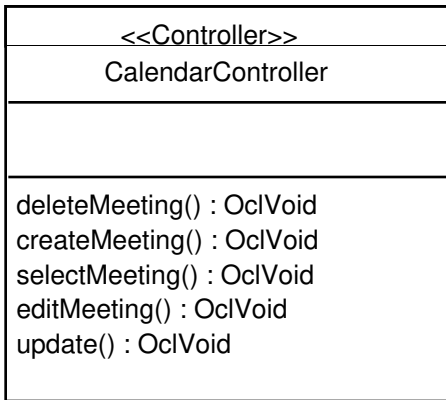 <<Controller>>
CalendarController
deleteMeeting() : OclVoid
createMeeting() : OclVoid
selectMeeting() : OclVoid
editMeeting() : OclVoid
update() : OclVoid